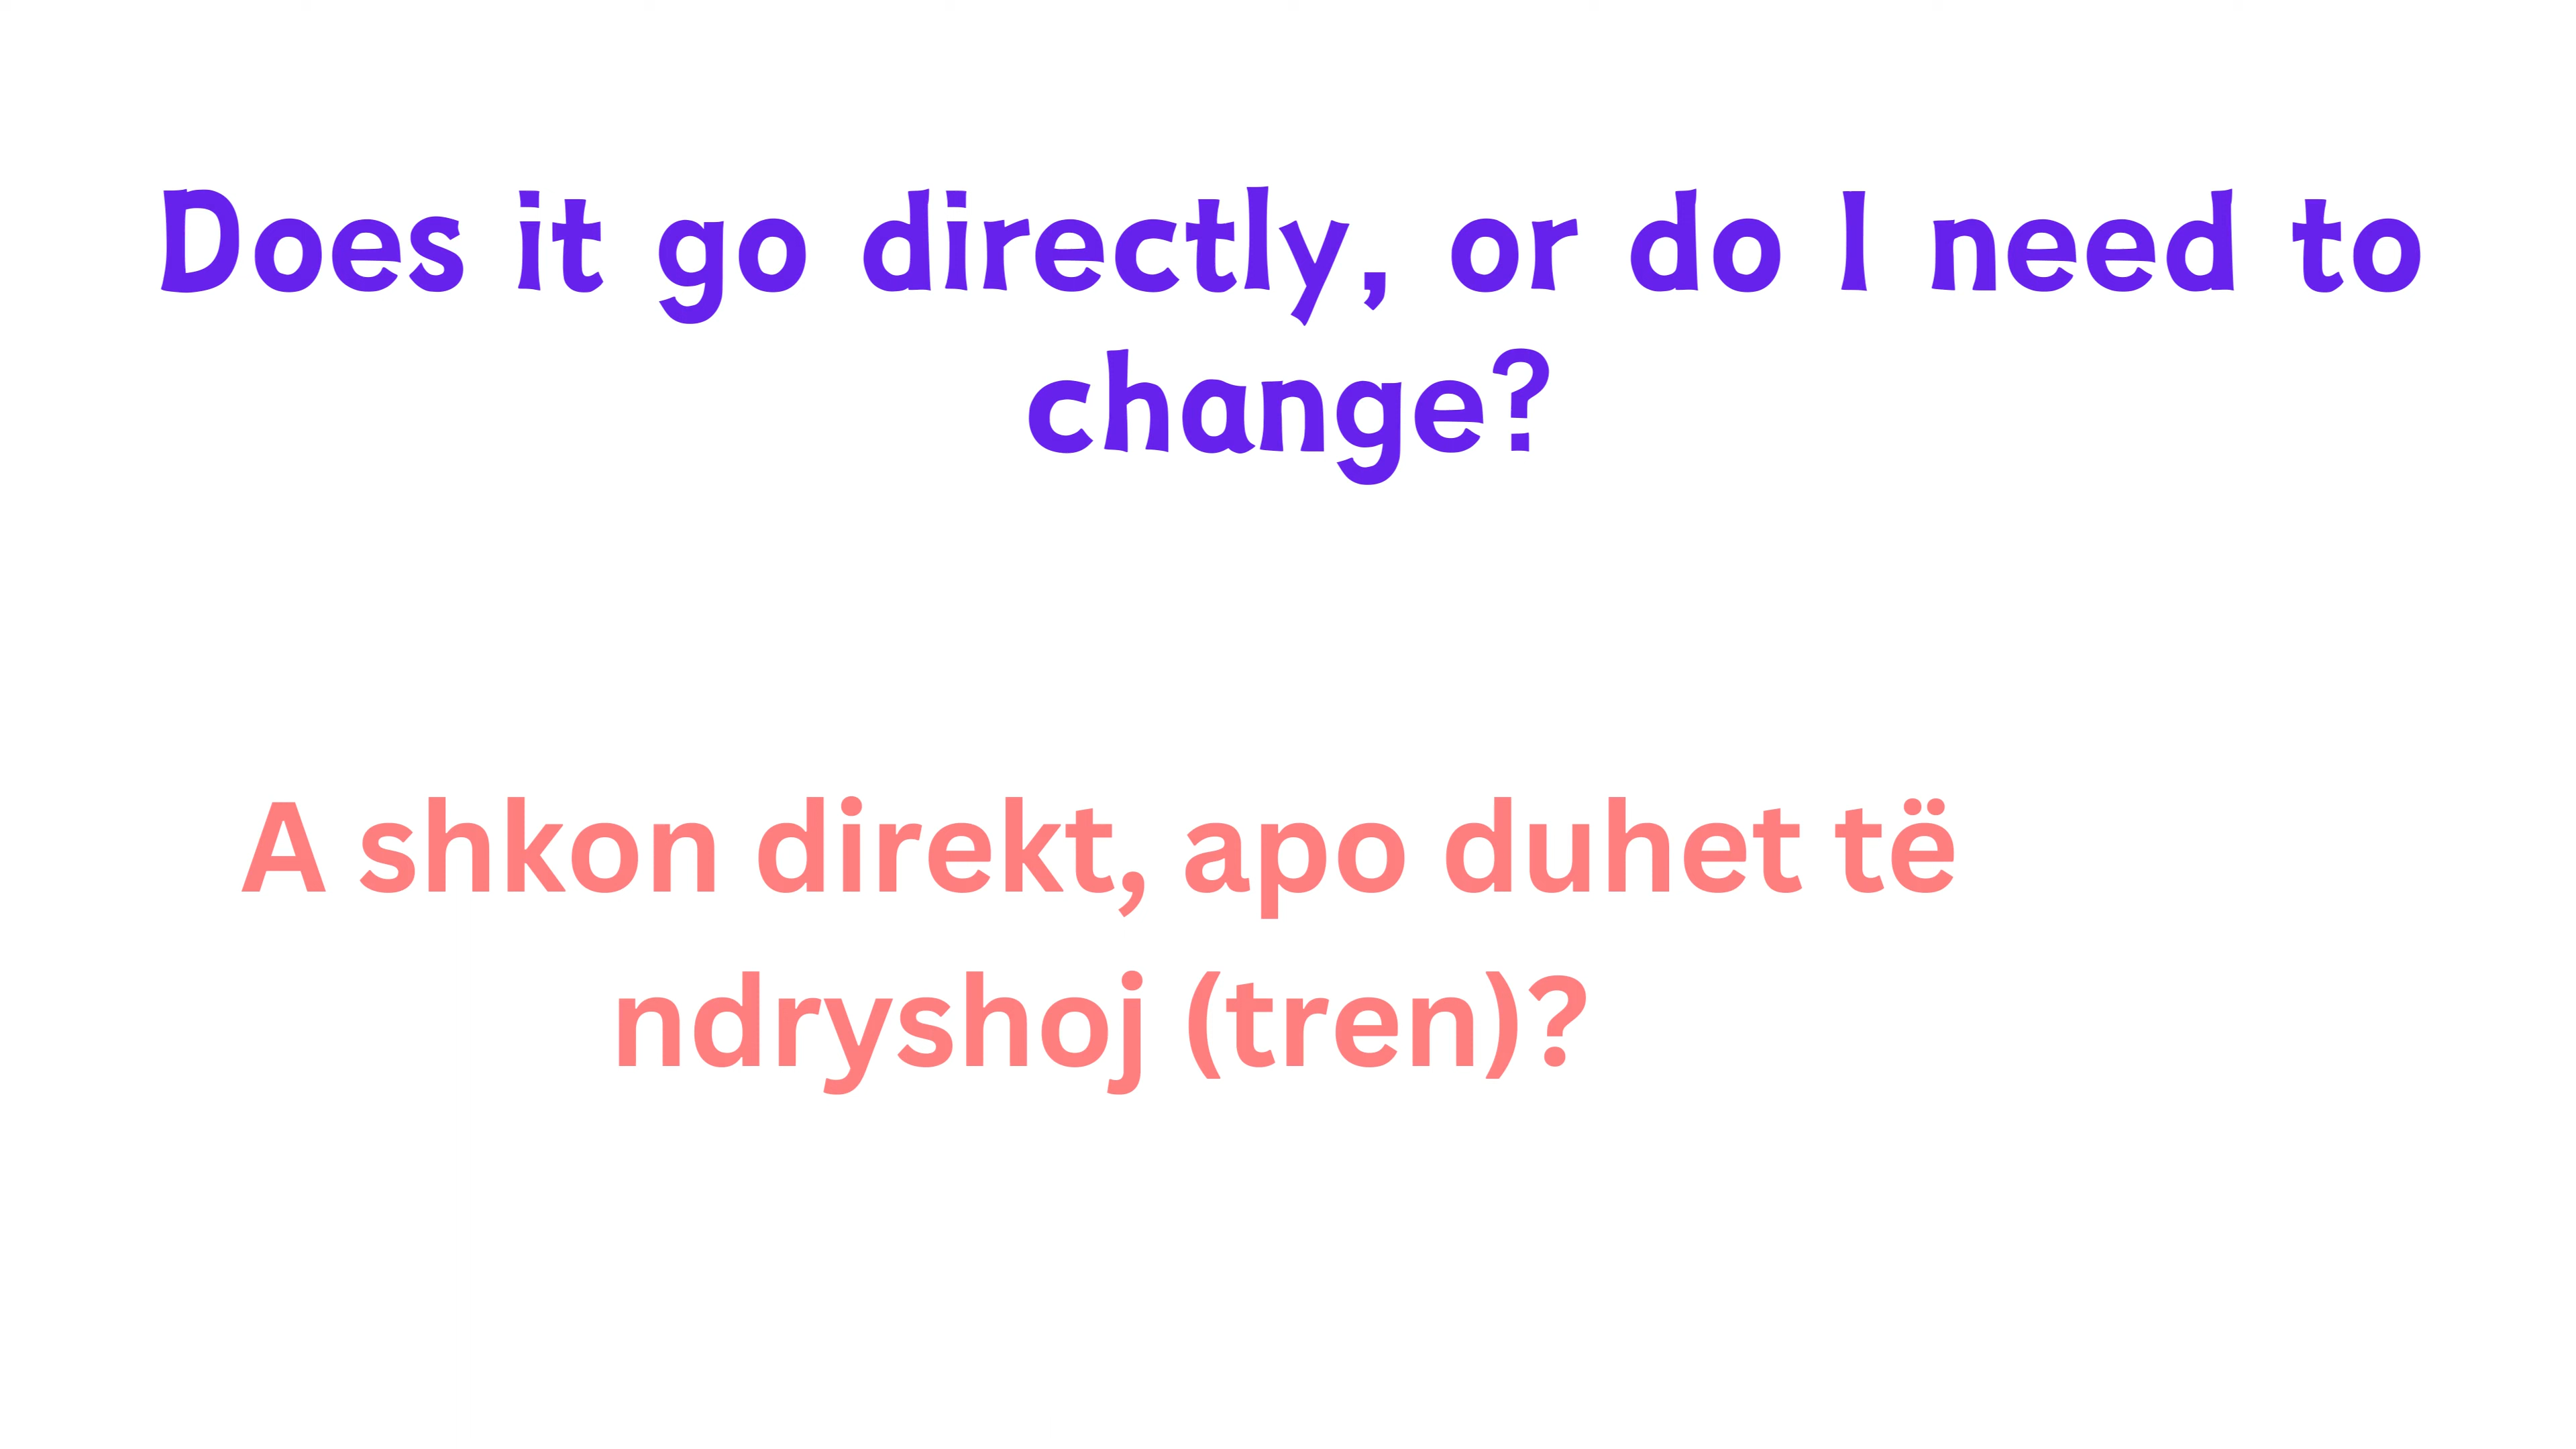 Does it go directly, or do I need to
change?
A shkon direkt, apo duhet të
ndryshoj (tren)?